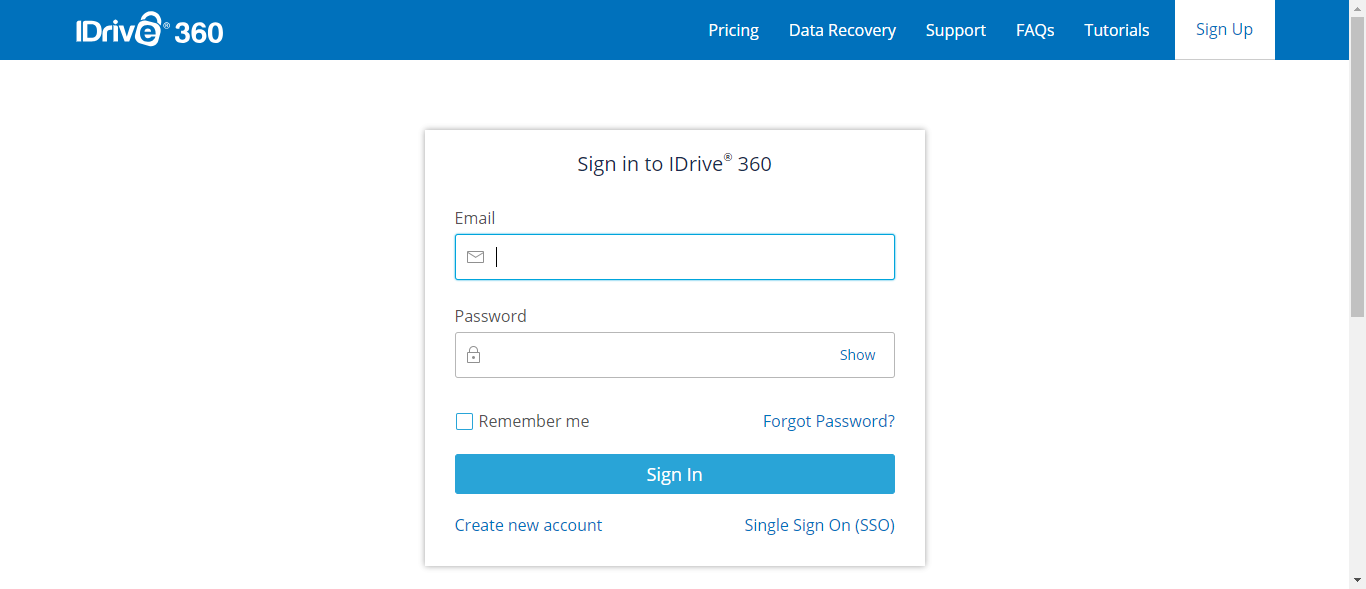 IDrive® 360 Pricing Data Recovery Support FAQs Tutorials Sign Up
Sign in to IDrive® 360
Email
Password
Show
Remember me Forgot Password?
Sign In
Create new account Single Sign On (SSO)